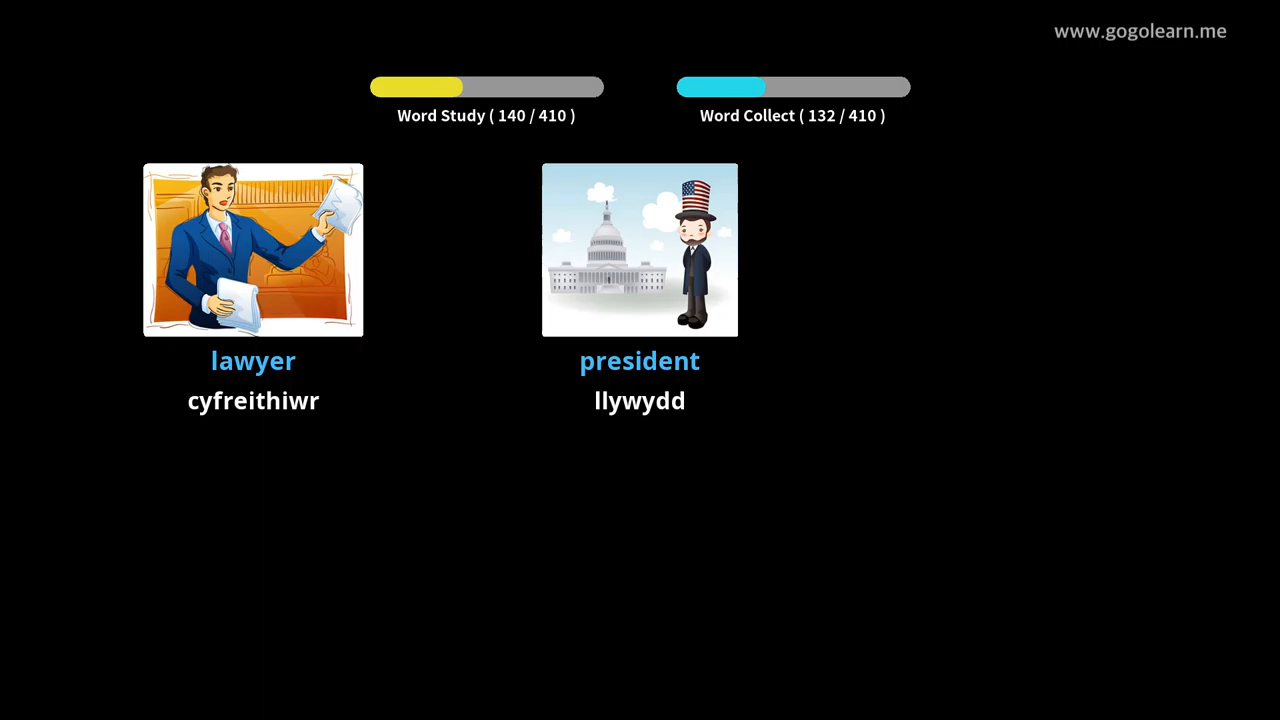 www.gogolearn.me
Word Study ( 140 / 410 )
Word Collect ( 132 / 410 )
lawyer
president
cyfreithiwr
llywydd